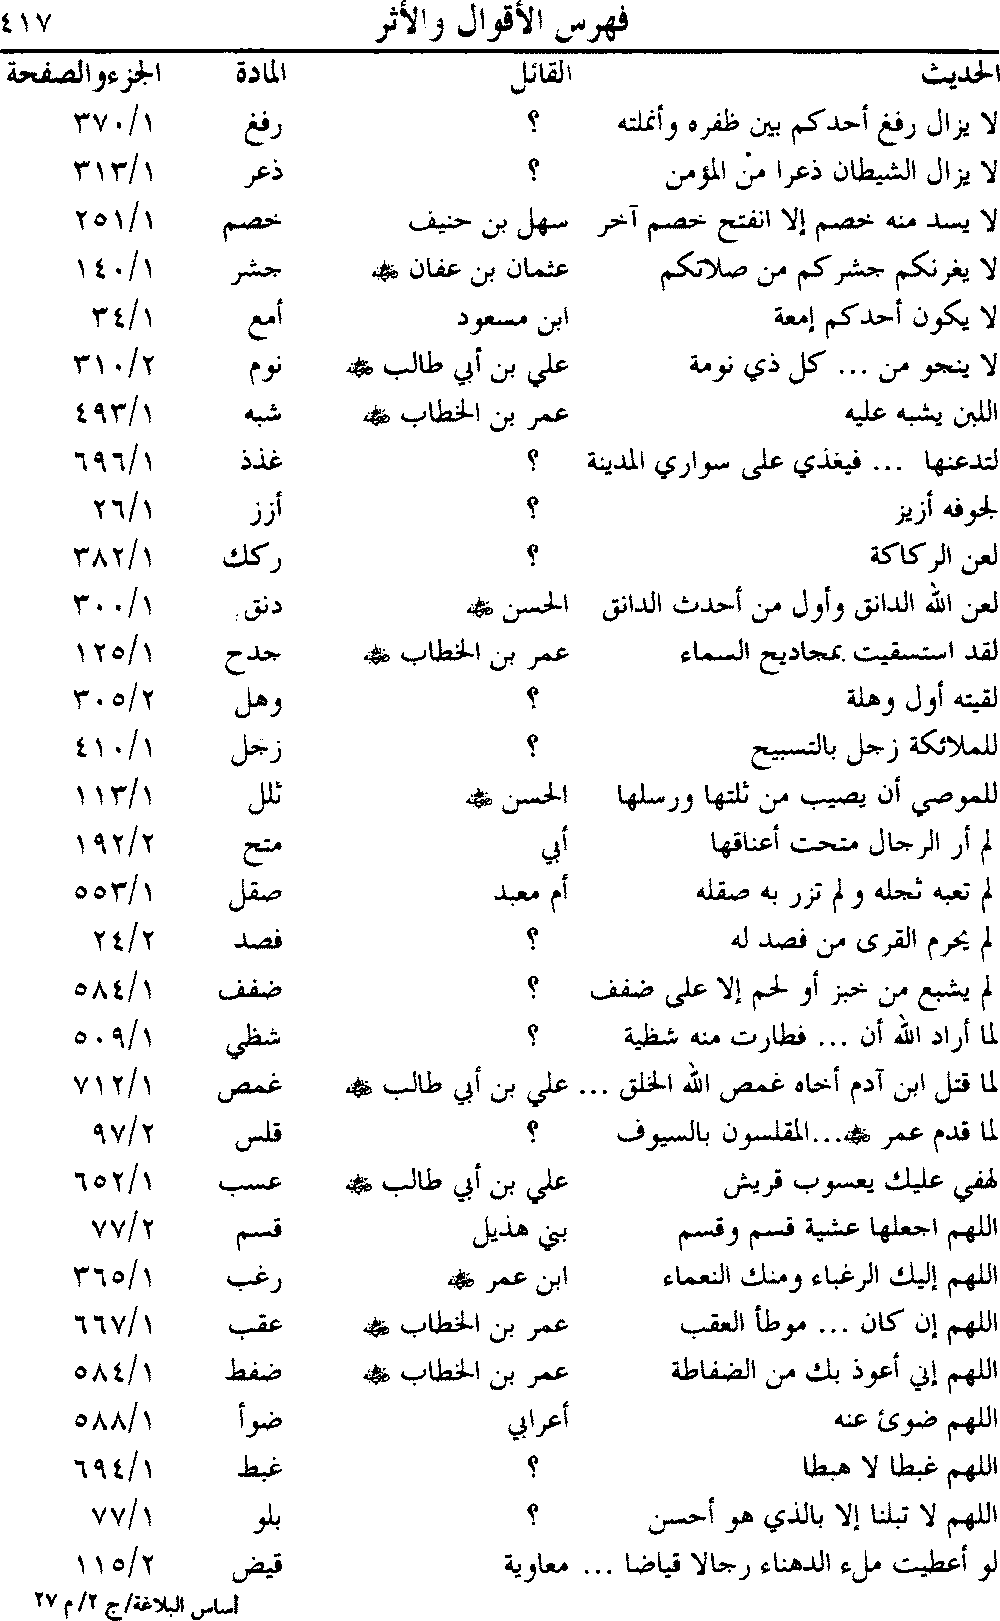 فهرس الأقوال والأثر ٤١٧
الحديث القائل المادة الجزء والصفحة
لا يزال رفغ أحدكم بين ظفره وأنملته ؟ رفغ ٣٧٠/١
لا يزال الشيطان ذعرا من المؤمن ؟ ذعر ٣١٣/١
لا يسد منه خصم إلا انفتح خصم آخر سهل بن حنيف خصم ٢٥١/١
لا يغرنكم جشركم من صلاتكم عثمان بن عفان ﷺ جشر ١٤٠/١
لا يكون أحدكم إمعة ابن مسعود أمع ٣٤/١
لا ينجو من ... كل ذي نومة علي بن أبي طالب ﷺ نوم ٣١٠/٢
اللبن يشبه عليه عمر بن الخطاب ﷺ شبه ٤٩٣/١
لتدعنها ... فيغذي على سواري المدينة ؟ غذذ ٦٩٦/١
لجوفه أزيز ؟ أزز ٢٦/١
لعن الركاكة ؟ ركك ٣٨٢/١
لعن الله الدانق وأول من أحدث الدانق الحسن ﷺ دنق ٣٠٠/١
لقد استسقيت بمجاديح السماء عمر بن الخطاب ﷺ جدح ١٢٥/١
لقيته أول وهلة ؟ وهل ٣٠٥/٢
للملائكة زجل بالتسبيح ؟ زجل ٤١٠/١
للموصي أن يصيب من ثلتها ورسلها الحسن ﷺ ثلل ١١٣/١
لم أر الرجال متحت أعناقها أبي متح ١٩٢/٢
لم تعبه ثجله و لم تزر به صقله أم معبد صقل ٥٥٣/١
لم يحرم القرى من فصد له ؟ فصد ٢٤/٢
لم يشبع من خبز أو لحم إلا على ضفف ؟ ضفف ٥٨٤/١
لما أراد الله أن ... فطارت منه شظية ؟ شظي ٥٠٩/١
لما قتل ابن آدم أخاه غمص الله الخلق ... علي بن أبي طالب ﷺ غمص ٧١٢/١
لما قدم عمر ﷺ...المقلسون بالسيوف ؟ قلس ٩٧/٢
لهفي عليك يعسوب قريش علي بن أبي طالب ﷺ عسب ٦٥٢/١
اللهم اجعلها عشية قسم وقسم بني هذيل قسم ٧٧/٢
اللهم إليك الرغباء ومنك النعماء ابن عمر ﷺ رغب ٣٦٥/١
اللهم إن كان ... موطأ العقب عمر بن الخطاب ﷺ عقب ٦٦٧/١
اللهم إني أعوذ بك من الضفاطة عمر بن الخطاب ﷺ ضفط ٥٨٤/١
اللهم ضوئ عنه أعرابي ضوأ ٥٨٨/١
اللهم غبطا لا هبطا ؟ غبط ٦٩٤/١
اللهم لا تبلنا إلا بالذي هو أحسن ؟ بلو ٧٧/١
لو أعطيت ملء الدهناء رجالا قياضا ... معاوية قيض ١١٥/٢
أساس البلاغة/ج ٢/م ٢٧